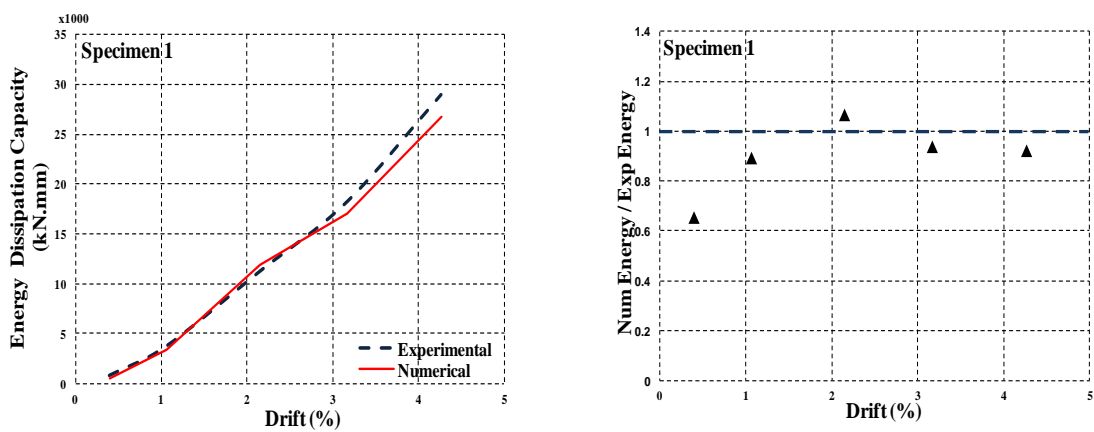 x1000
35
Specimen 1
30
25
20
15
10
5
0
Energy Dissipation Capacity
(kN.mm)
Experimental
Numerical
0 1 2 3 4 5
Drift (%)
1.4
Specimen 1
1.2
1
0.8
0.6
0.4
0.2
0
Num Energy / Exp Energy
0 1 2 3 4 5
Drift (%)